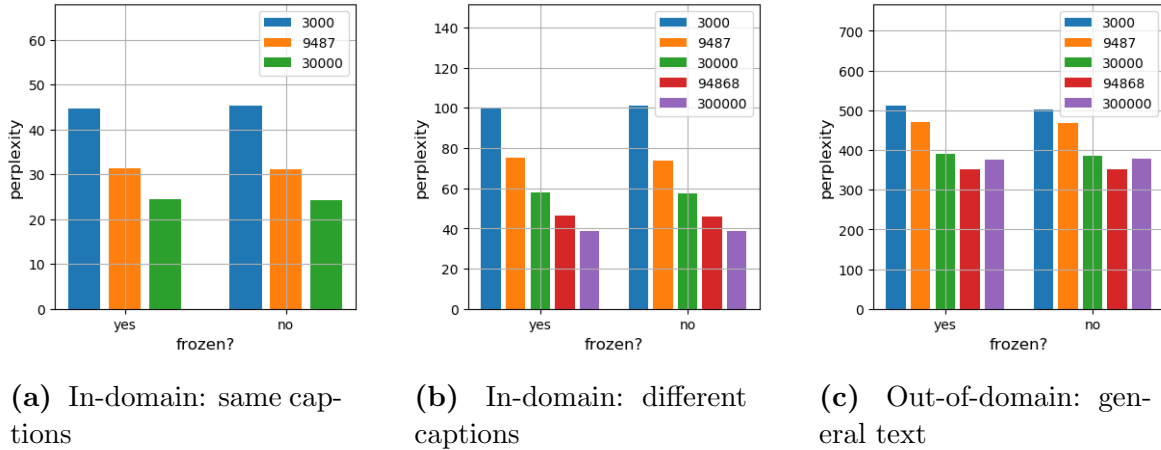 60
50
40
30
20
10
0
perplexity
3000
9487
30000
yes
no
frozen?
140
120
100
80
60
40
20
0
perplexity
3000
9487
30000
94868
300000
yes
no
frozen?
700
600
500
400
300
200
100
0
perplexity
3000
9487
30000
94868
300000
yes
no
frozen?
(a) In-domain: same cap-
tions
(b) In-domain: different
captions
(c) Out-of-domain: gen-
eral text